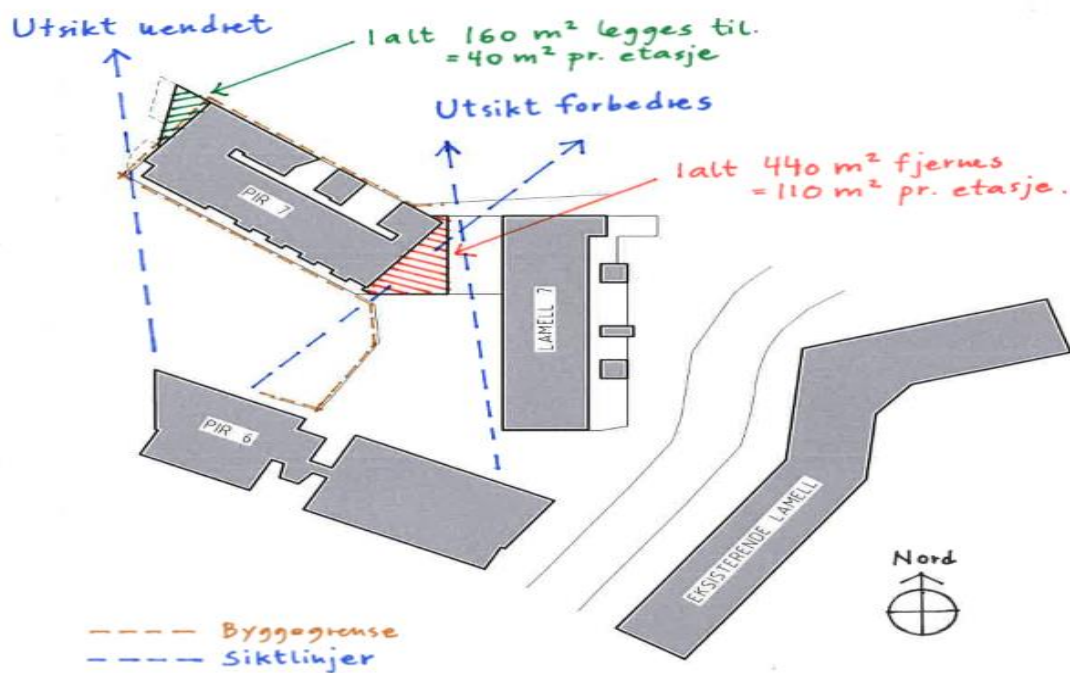 Utsikt uendret
Ialt 160 m² legges til.
= 40 m² pr. etasje
Utsikt forbedres
Ialt 440 m² fjernes
= 110 m² pr. etasje.
PIR 7
LAMELL 7
PIR 6
EKSISTERENDE LAMELL
Nord
Byggogrense
Siktlinjer